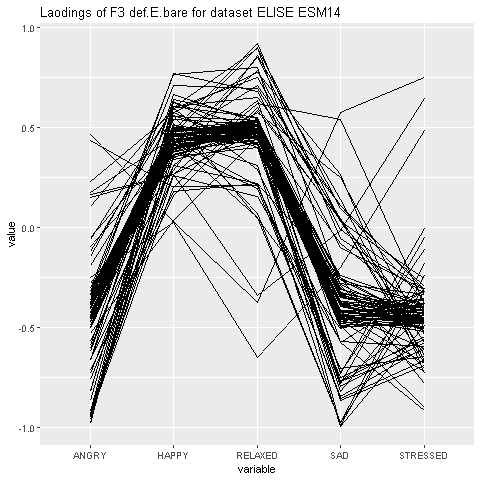 Laodings of F3 def.E.bare for dataset ELISE ESM14
1.0
0.5
0.0
-0.5
-1.0
value
ANGRY HAPPY RELAXED SAD STRESSED
variable